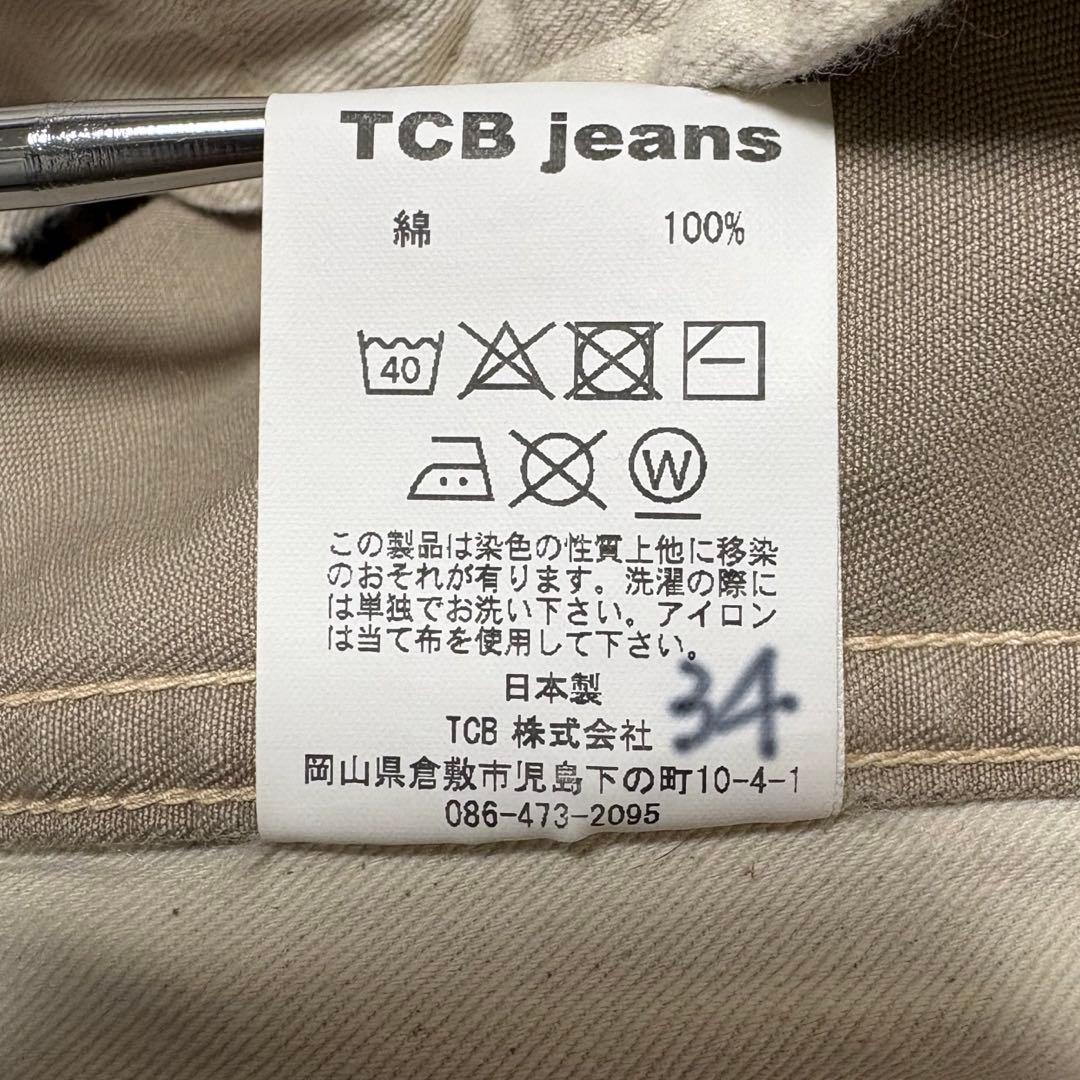 TCB jeans
綿 100%
40
W
この製品は染色の性質上他に移染
のおそれが有ります。洗濯の際に
は単独でお洗い下さい。アイロン
は当て布を使用して下さい。
日本製
34
TCB 株式会社
岡山県倉敷市児島下の町10-4-1
086-473-2095